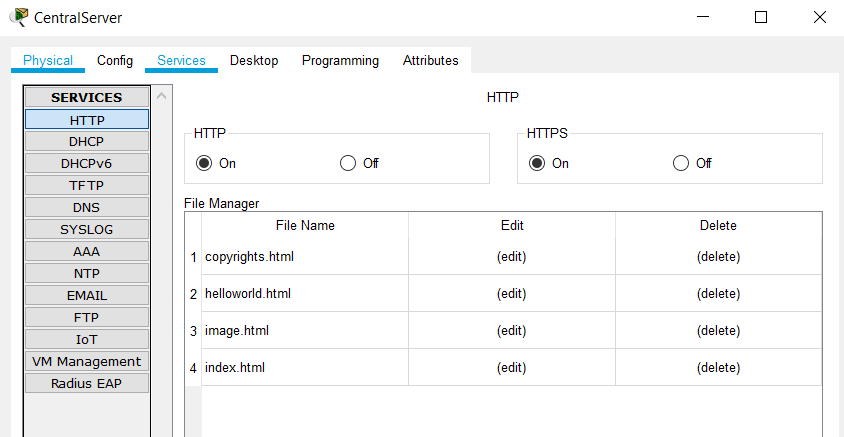 CentralServer
Physical Config Services Desktop Programming Attributes
SERVICES
HTTP
DHCP
DHCPv6
TFTP
DNS
SYSLOG
AAA
NTP
EMAIL
FTP
IoT
VM Management
Radius EAP
HTTP
HTTP
On Off
HTTPS
On Off
File Manager
File Name Edit Delete
1 copyrights.html (edit) (delete)
2 helloworld.html (edit) (delete)
3 image.html (edit) (delete)
4 index.html (edit) (delete)